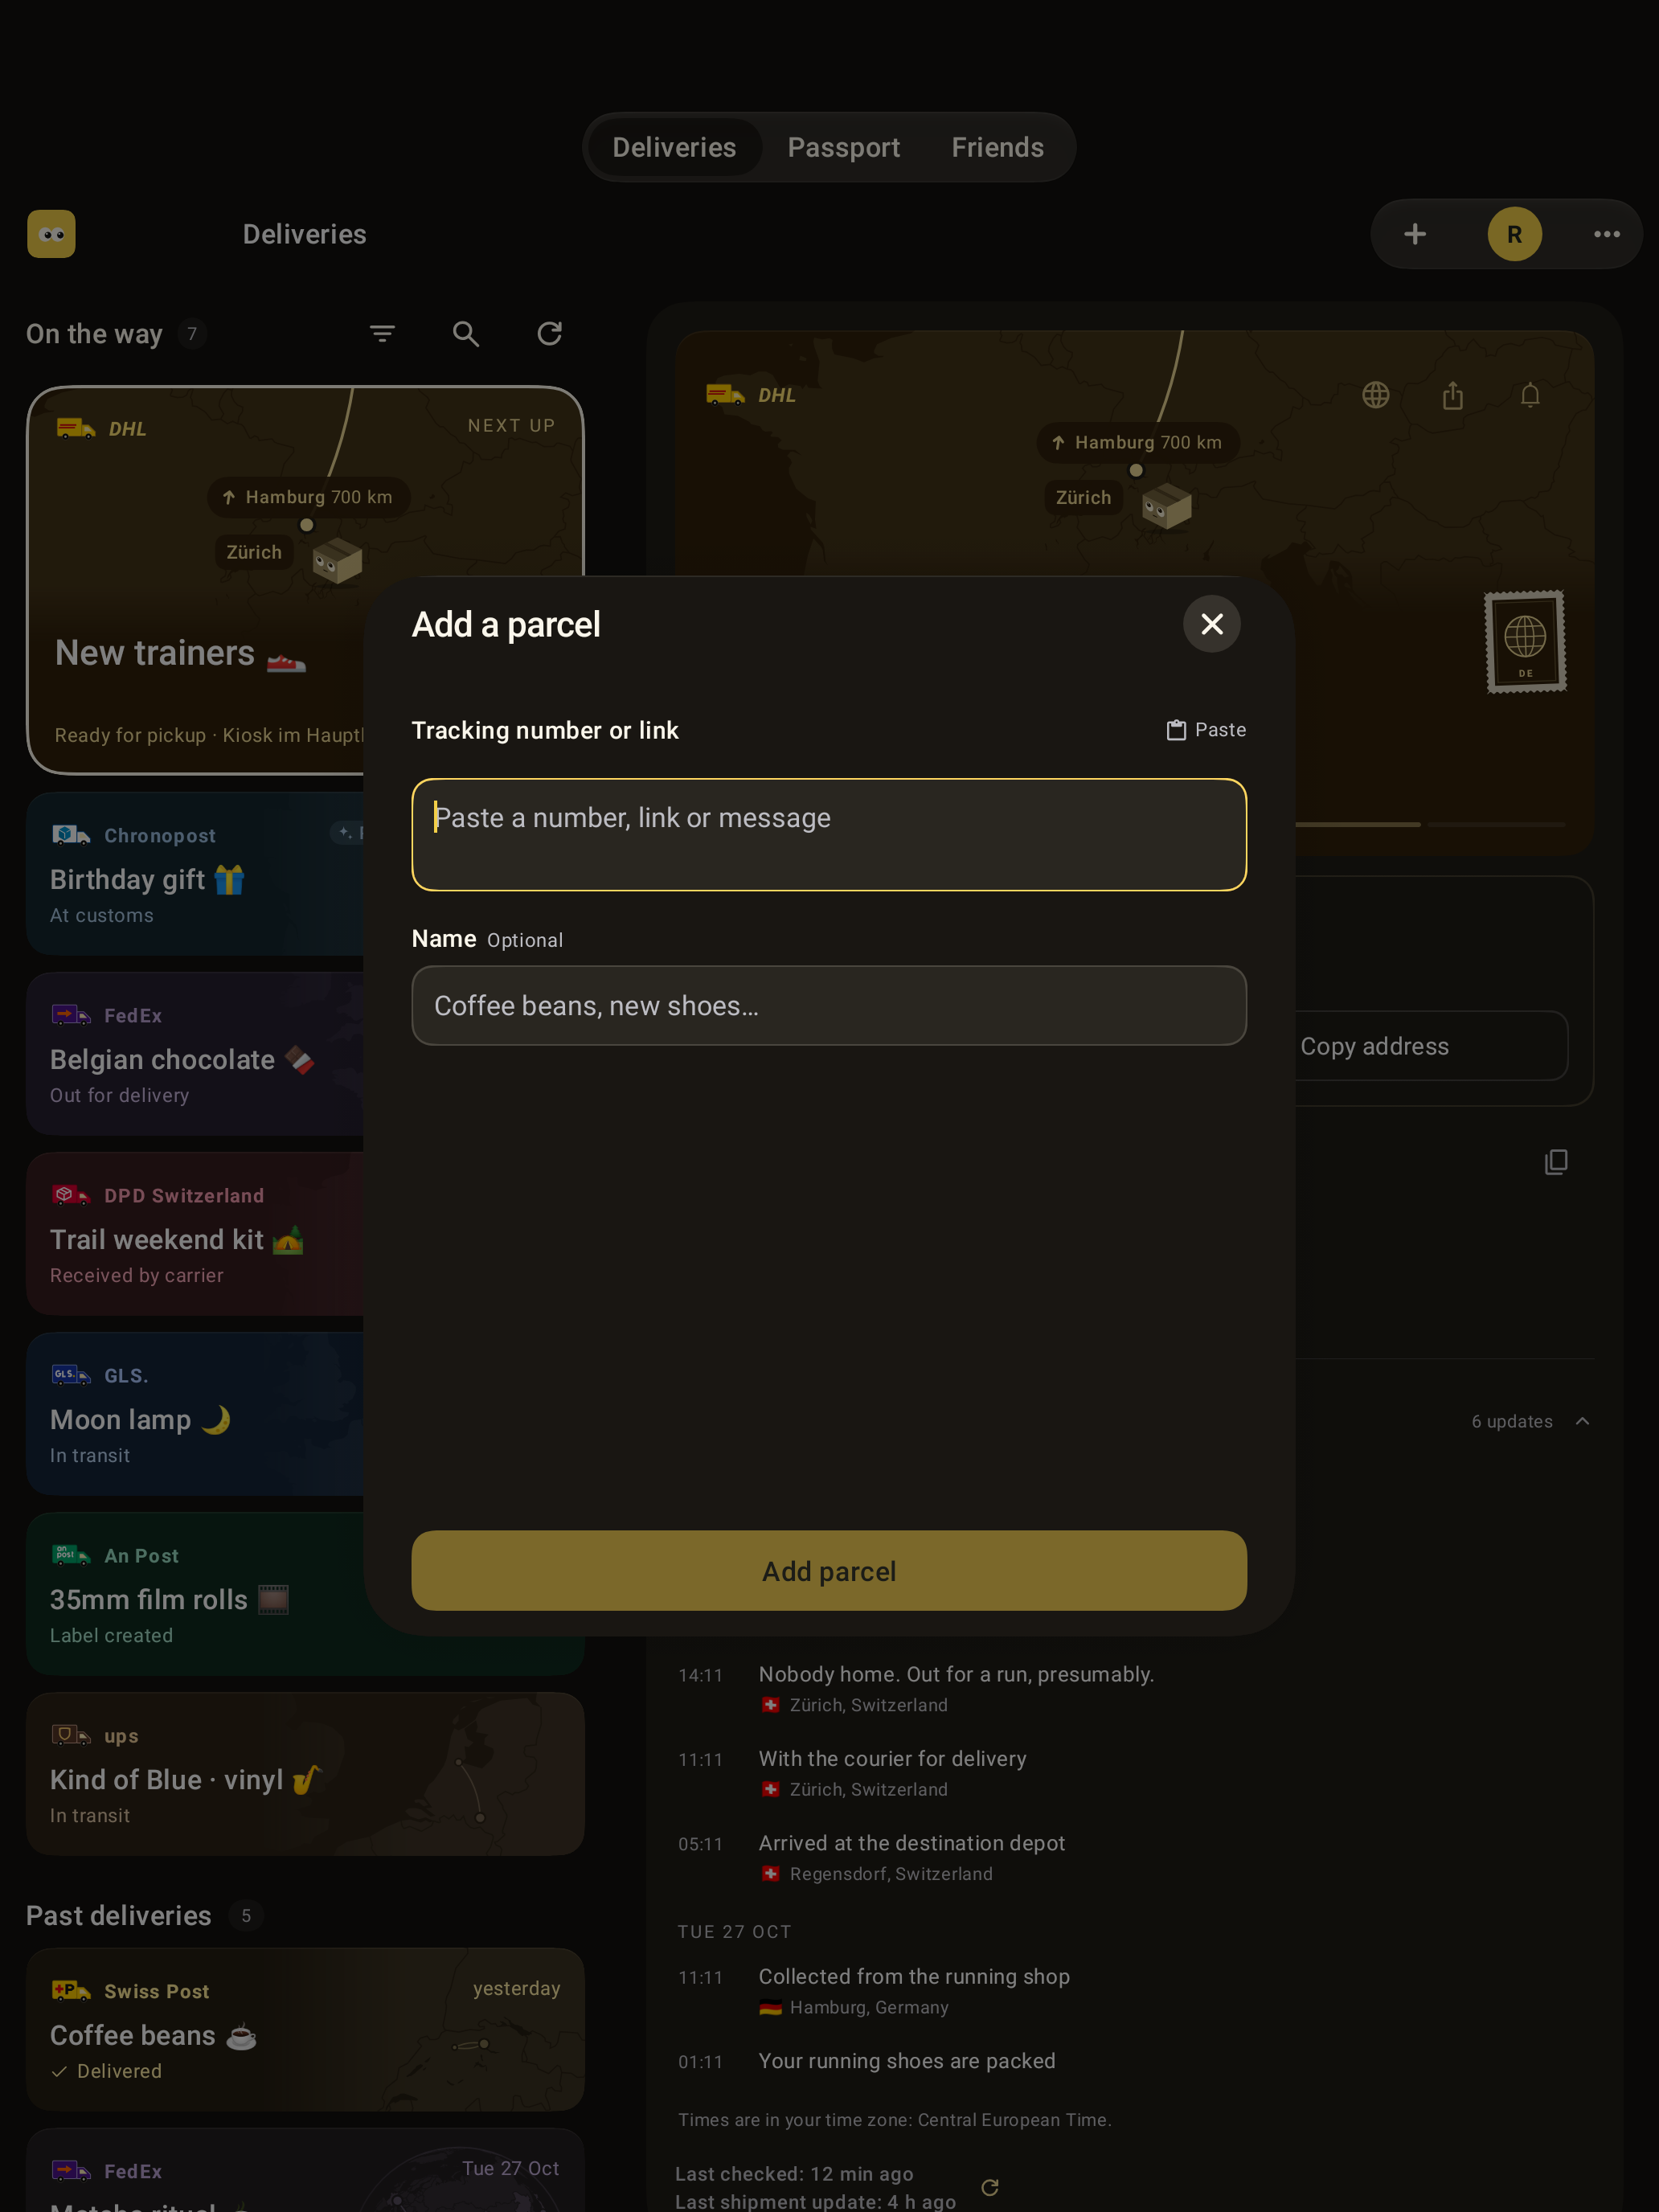 Deliveries Passport Friends
Deliveries
R
On the way 7
DHL NEXT UP
Hamburg 700 km
Zürich
New trainers
Ready for pickup · Kiosk im
Chronopost
Birthday gift
At customs
FedEx
Belgian chocolate
Out for delivery
DPD Switzerland
Trail weekend kit
Received by carrier
GLS.
GLS.
Moon lamp
In transit
an post
An Post
35mm film rolls
Label created
ups
Kind of Blue · vinyl
In transit
Past deliveries 5
P
Swiss Post yesterday
Coffee beans
Delivered
FedEx Tue 27 Oct
DHL
Hamburg 700 km
Zürich
DE
Add a parcel
Tracking number or link Paste
Paste a number, link or message
Name Optional
Coffee beans, new shoes…
Add parcel
Copy address
6 updates
14:11 Nobody home. Out for a run, presumably.
Zürich, Switzerland
11:11 With the courier for delivery
Zürich, Switzerland
05:11 Arrived at the destination depot
Regensdorf, Switzerland
TUE 27 OCT
11:11 Collected from the running shop
Hamburg, Germany
01:11 Your running shoes are packed
Times are in your time zone: Central European Time.
Last checked: 12 min ago
Last shipment update: 4 h ago